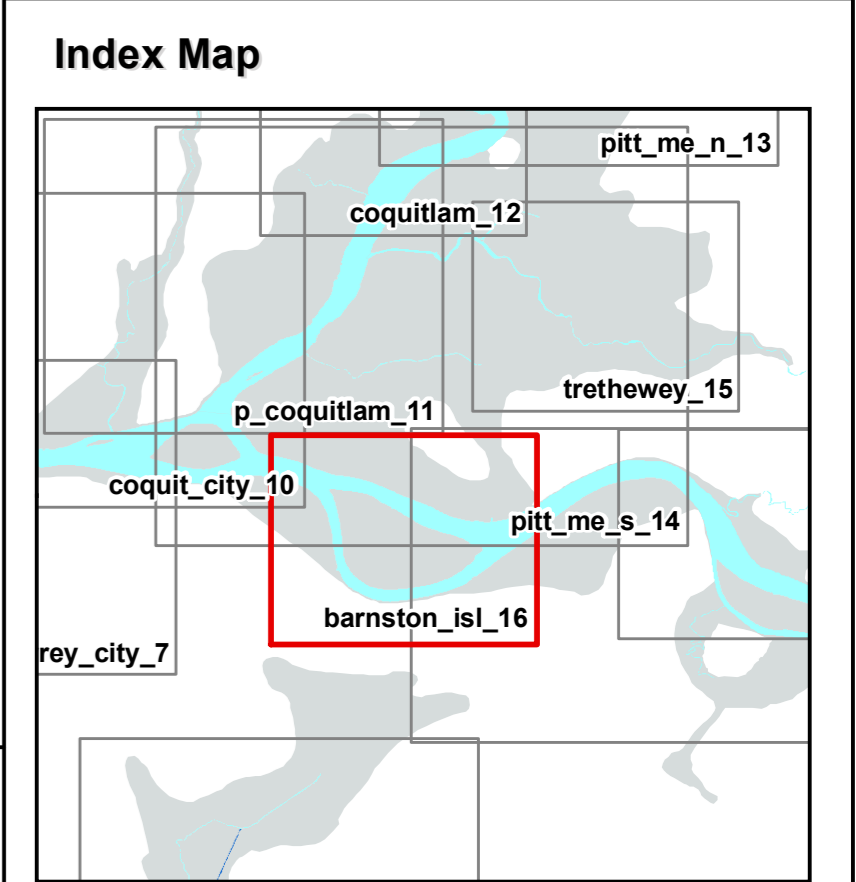 Index Map
pitt_me_n_13
coquitlam_12
trethewey_15
p_coquitlam_11
coquit_city_10
pitt_me_s_14
barnston_isl_16
rey_city_7